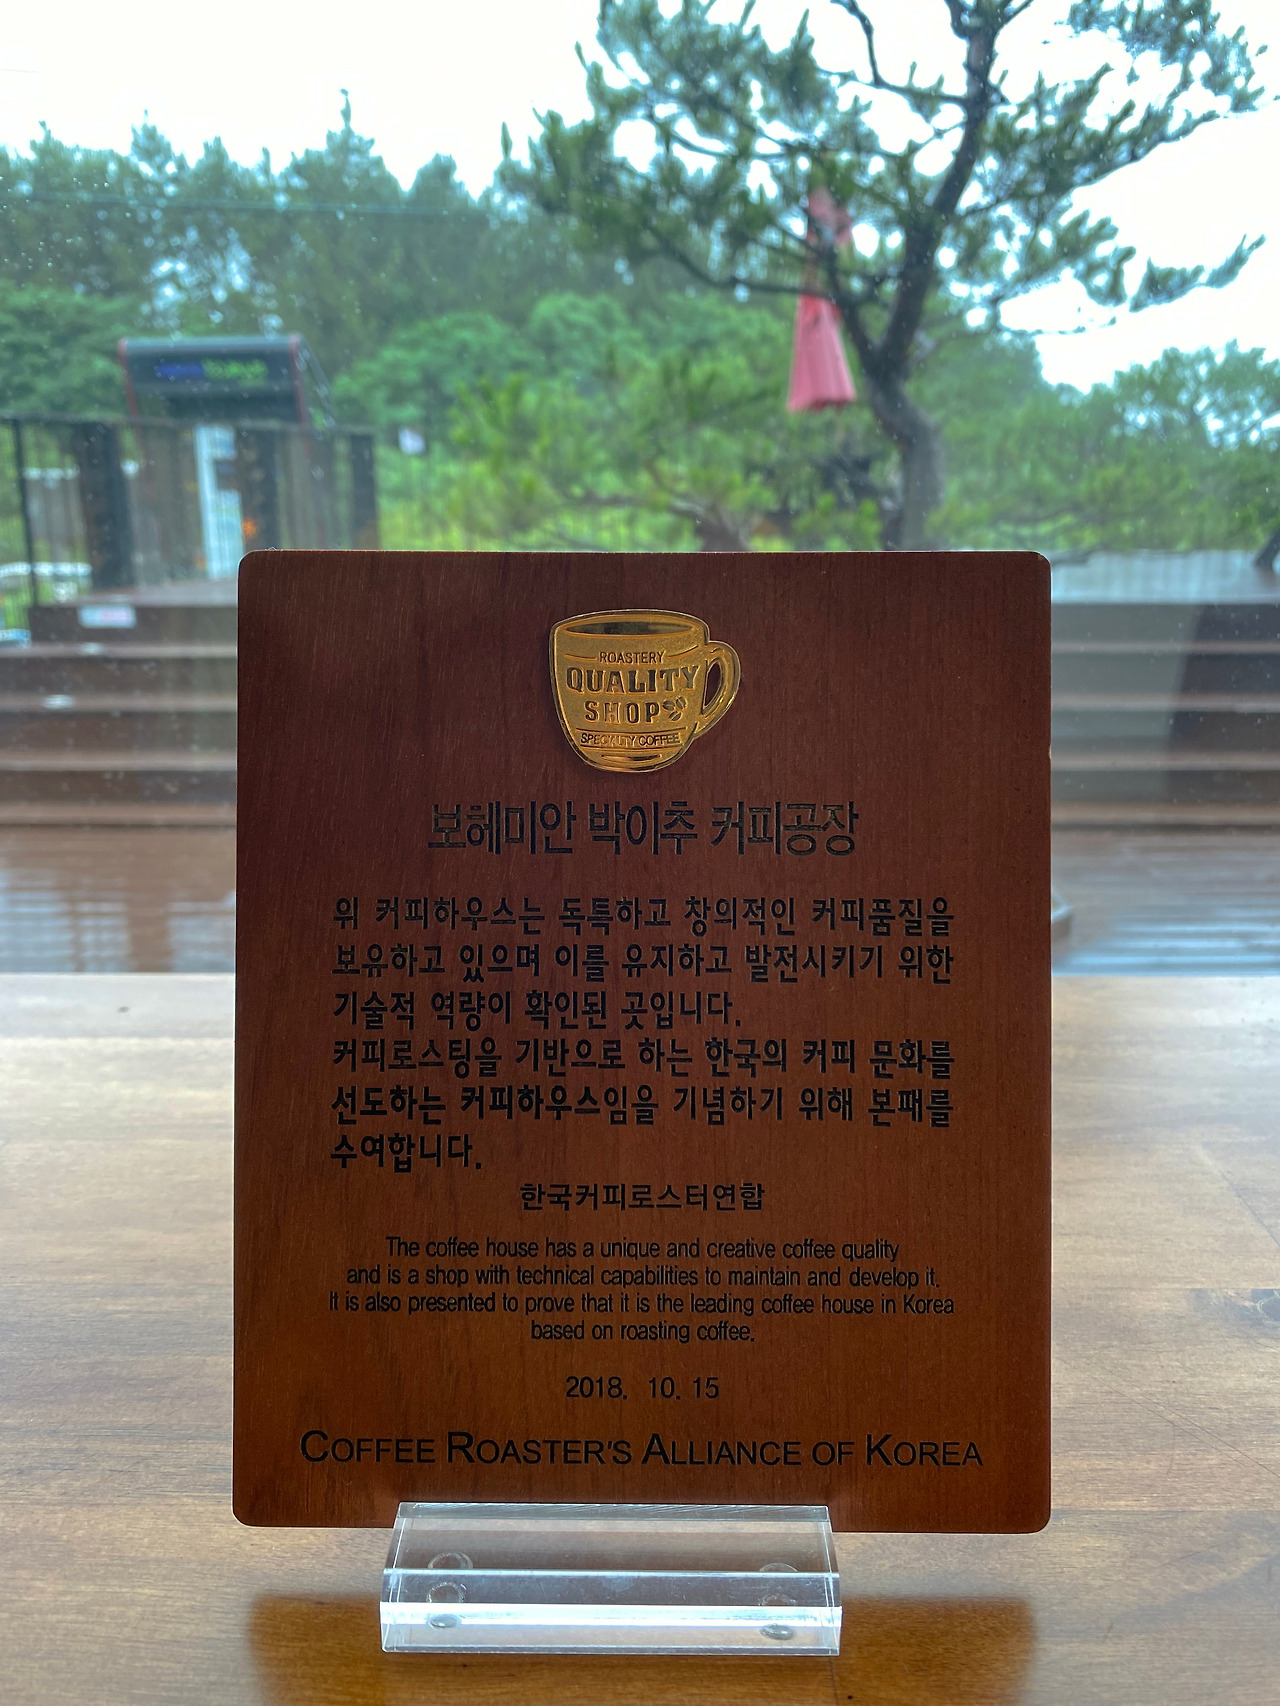 ROASTERY
QUALITY
SHOP
SPECIALTY COFFEE
보헤미안 박이추 커피공장
위 커피하우스는 독특하고 창의적인 커피품질을
보유하고 있으며 이를 유지하고 발전시키기 위한
기술적 역량이 확인된 곳입니다.
커피로스팅을 기반으로 하는 한국의 커피 문화를
선도하는 커피하우스임을 기념하기 위해 본패를
수여합니다.
한국커피로스터연합
The coffee house has a unique and creative coffee quality
and is a shop with technical capabilities to maintain and develop it.
It is also presented to prove that it is the leading coffee house in Korea
based on roasting coffee.
2018. 10. 15
COFFEE ROASTER'S ALLIANCE OF KOREA